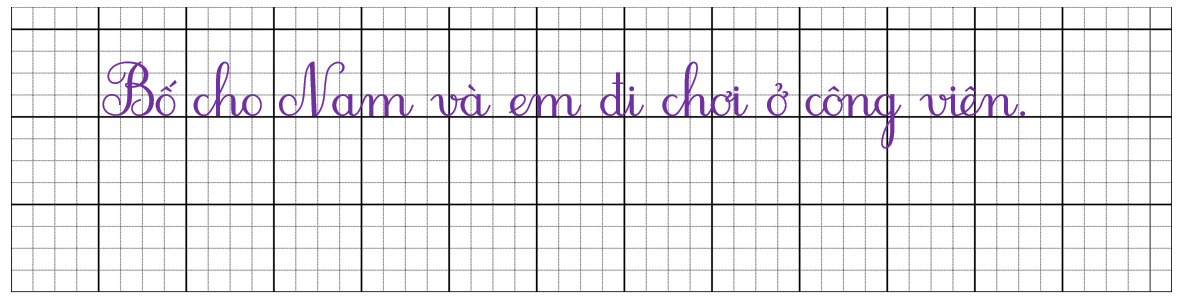 Bố cho Nam và em đi chơi ở công viên.